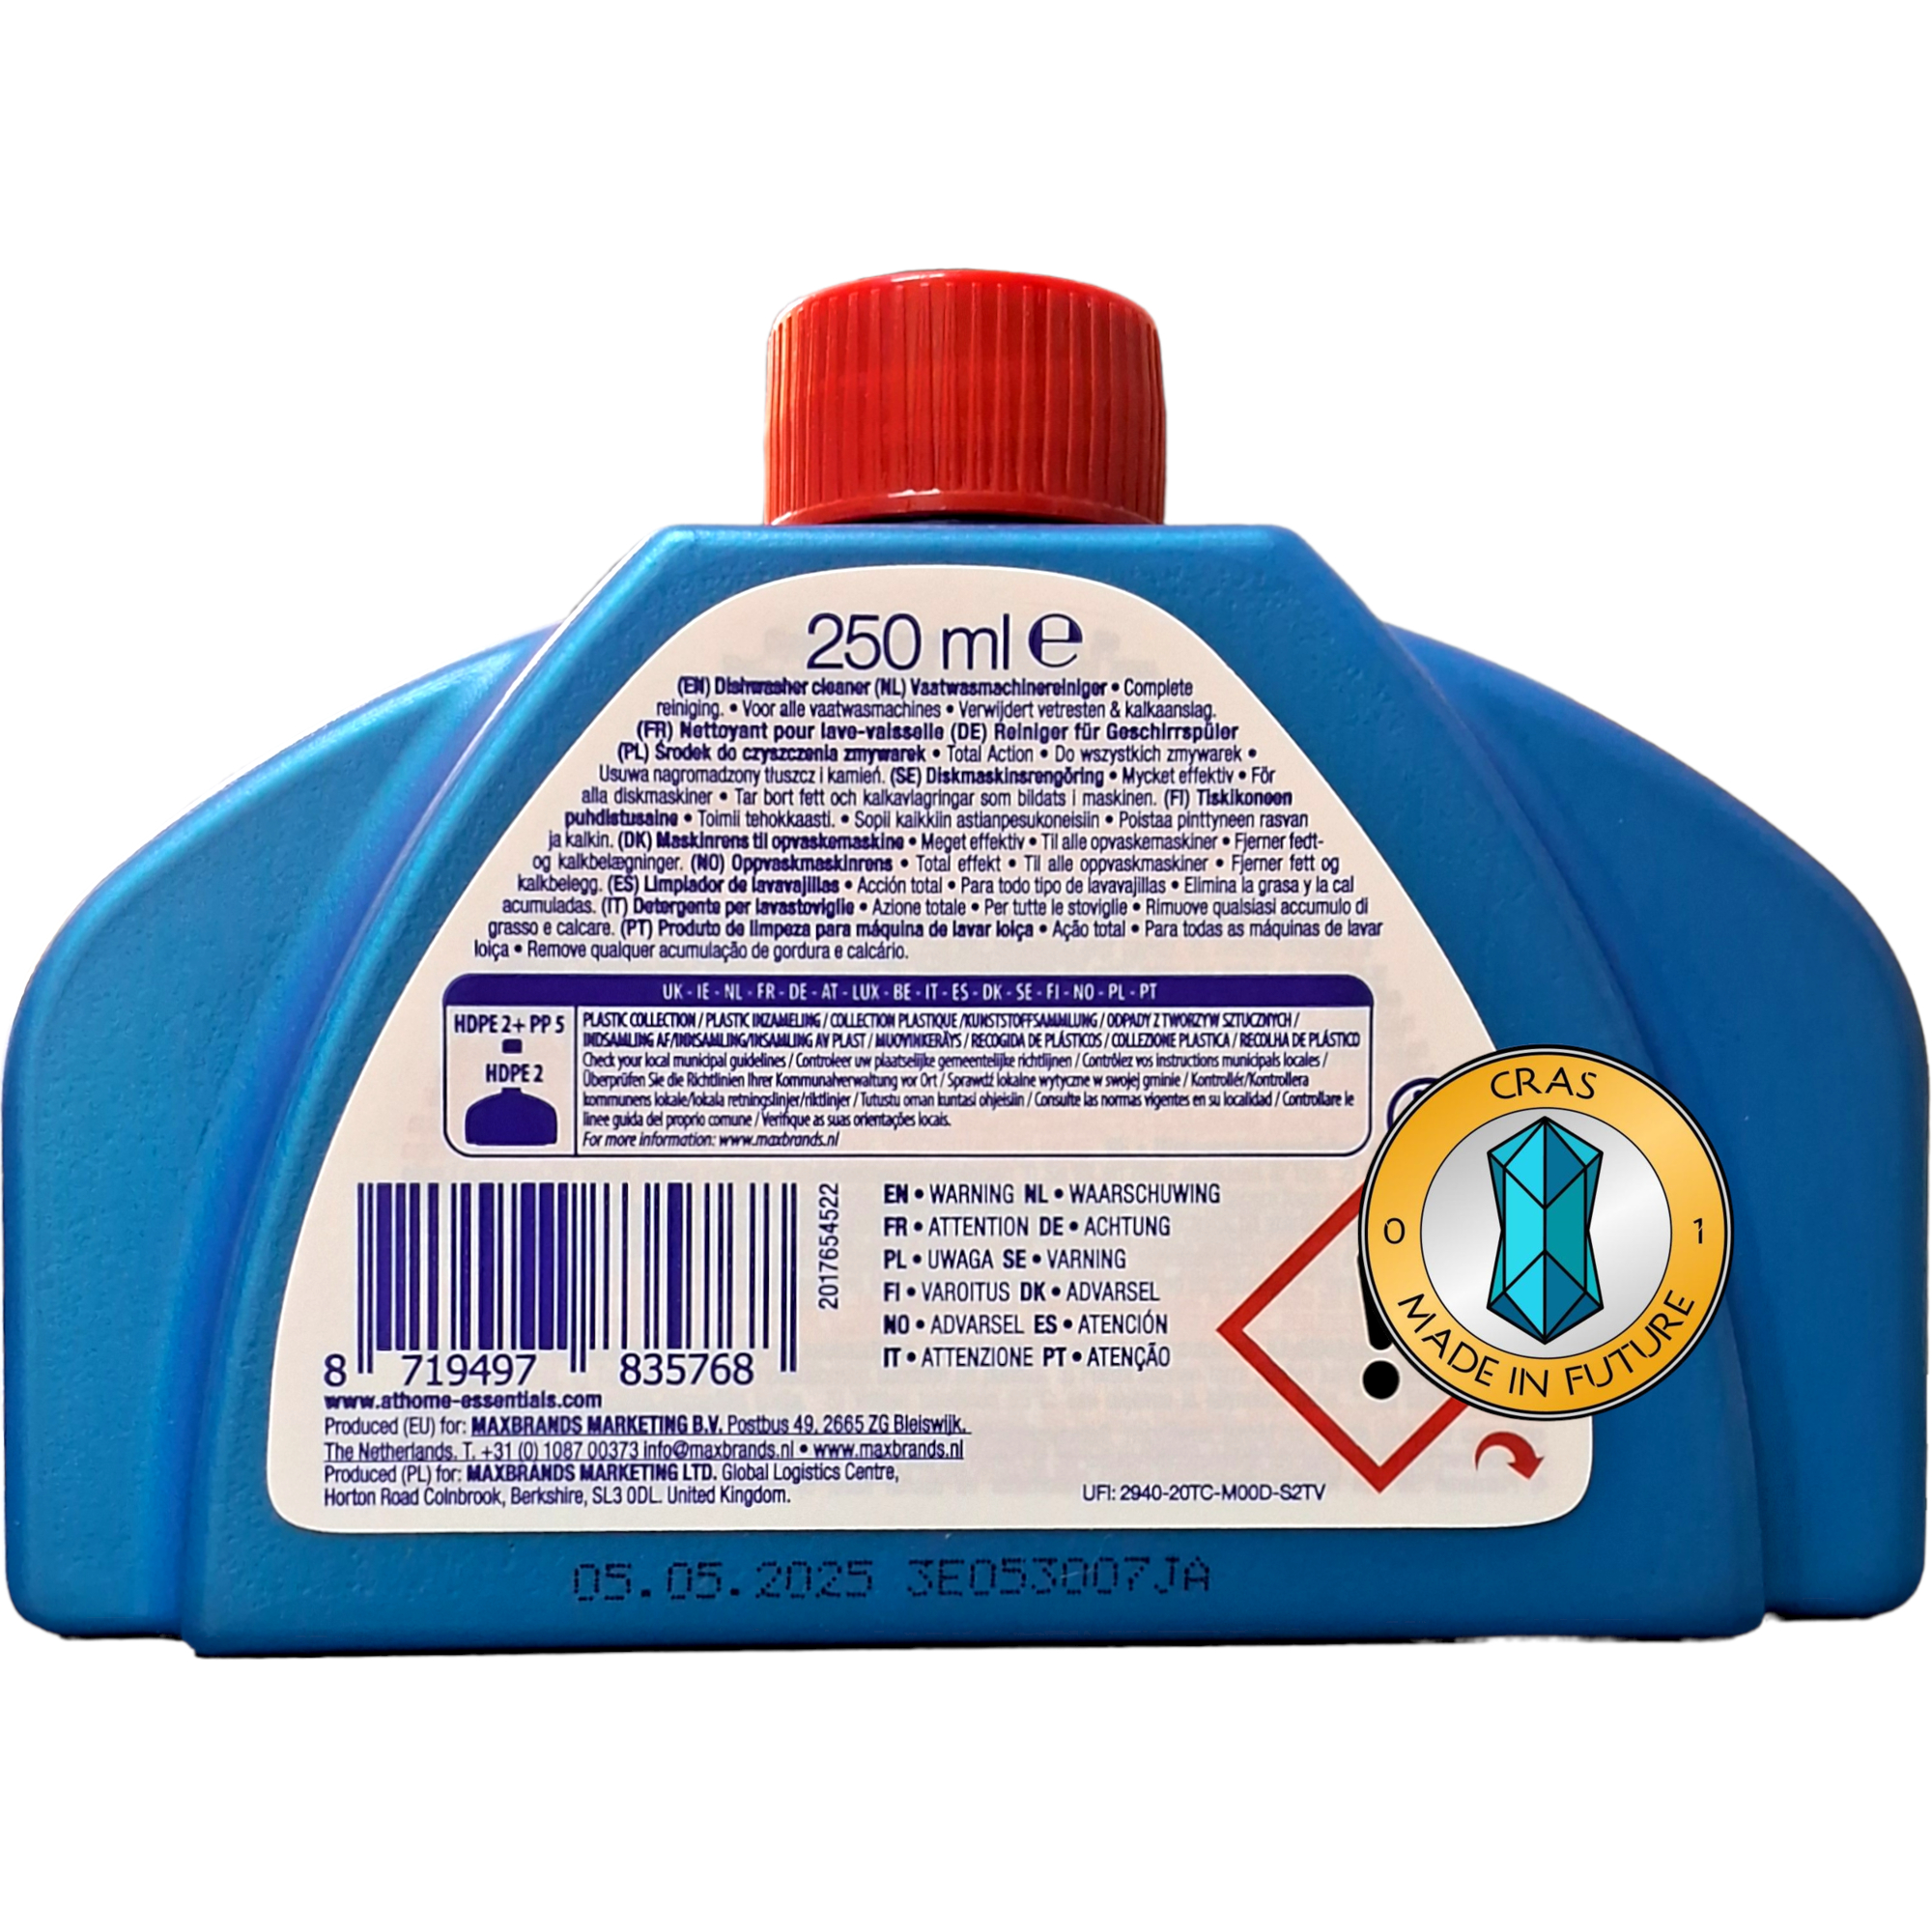 250 ml e
(EN) Dishwasher cleaner (NL) Vaatwasmachinereiniger • Complete
reiniging. • Voor alle vaatwasmachines • Verwijdert vetresten & kalkaanslag.
(FR) Nettoyant pour lave-vaisselle (DE) Reiniger für Geschirrspüler
(PL) Środek do czyszczenia zmywarek • Total Action • Do wszystkich zmywarek •
Usuwa nagromadzony tłuszcz i kamień. (SE) Diskmaskinsrengöring • Mycket effektiv • För
alla diskmaskiner • Tar bort fett och kalkavlagringar som bildats i maskinen. (FI) Tiskikoneen
puhdistusaine • Toimii tehokkaasti. • Sopii kaikkiin astianpesukoneisiin • Poistaa pinttyneen rasvan
ja kalkin. (DK) Maskinrens til opvaskemaskine • Meget effektiv • Til alle opvaskemaskiner • Fjerner fedt-
og kalkbelægninger. (NO) Oppvaskmaskinrens • Total effekt • Til alle oppvaskmaskiner • Fjerner fett og
kalkbelegg. (ES) Limpiador de lavavajillas • Acción total • Para todo tipo de lavavajillas • Elimina la grasa y la cal
acumuladas. (IT) Detergente per lavastoviglie • Azione totale • Per tutte le stoviglie • Rimuove qualsiasi accumulo di
grasso e calcare. (PT) Produto de limpeza para máquina de lavar loiça • Ação total • Para todas as máquinas de lavar
loiça • Remove qualquer acumulação de gordura e calcário.
UK - IE - NL - FR - DE - AT - LUX - BE - IT - ES - DK - SE - FI - NO - PL - PT
HDPE 2+ PP 5
HDPE 2
PLASTIC COLLECTION / PLASTIC INZAMELING / COLLECTION PLASTIQUE /KUNSTSTOFFSAMMLUNG / ODPADY Z TWORZYW SZTUCZNYCH /
INDSAMLING AF/INNSAMLING/INSAMLING AV PLAST / MUOVINKERÄYS / RECOGIDA DE PLÁSTICOS / COLLEZIONE PLASTICA / RECOLHA DE PLÁSTICO
Check your local municipal guidelines / Controleer uw plaatselijke gemeentelijke richtlijnen / Contrôlez vos instructions municipals locales /
Überprüfen Sie die Richtlinien Ihrer Kommunalverwaltung vor Ort / Sprawdź lokalne wytyczne w swojej gminie / Kontrollér/Kontrollera
kommunens lokale/lokala retningslinjer/riktlinjer / Tutustu oman kuntasi ohjeisiin / Consulte las normas vigentes en su localidad / Controllare le
linee guida del proprio comune / Verifique as suas orientações locais.
For more information: www.maxbrands.nl
8 719497 835768
2017654522
EN • WARNING NL • WAARSCHUWING
FR • ATTENTION DE • ACHTUNG
PL • UWAGA SE • VARNING
FI • VAROITUS DK • ADVARSEL
NO • ADVARSEL ES • ATENCIÓN
IT • ATTENZIONE PT • ATENÇÃO
www.athome-essentials.com
Produced (EU) for: MAXBRANDS MARKETING B.V. Postbus 49, 2665 ZG Bleiswijk,
The Netherlands. T. +31 (0) 1087 00373 info@maxbrands.nl • www.maxbrands.nl
Produced (PL) for: MAXBRANDS MARKETING LTD. Global Logistics Centre,
Horton Road Colnbrook, Berkshire, SL3 0DL. United Kingdom.
UFI: 2940-20TC-M00D-S2TV
05.05.2025 3E053007JA
CRAS
0 1
MADE IN FUTURE